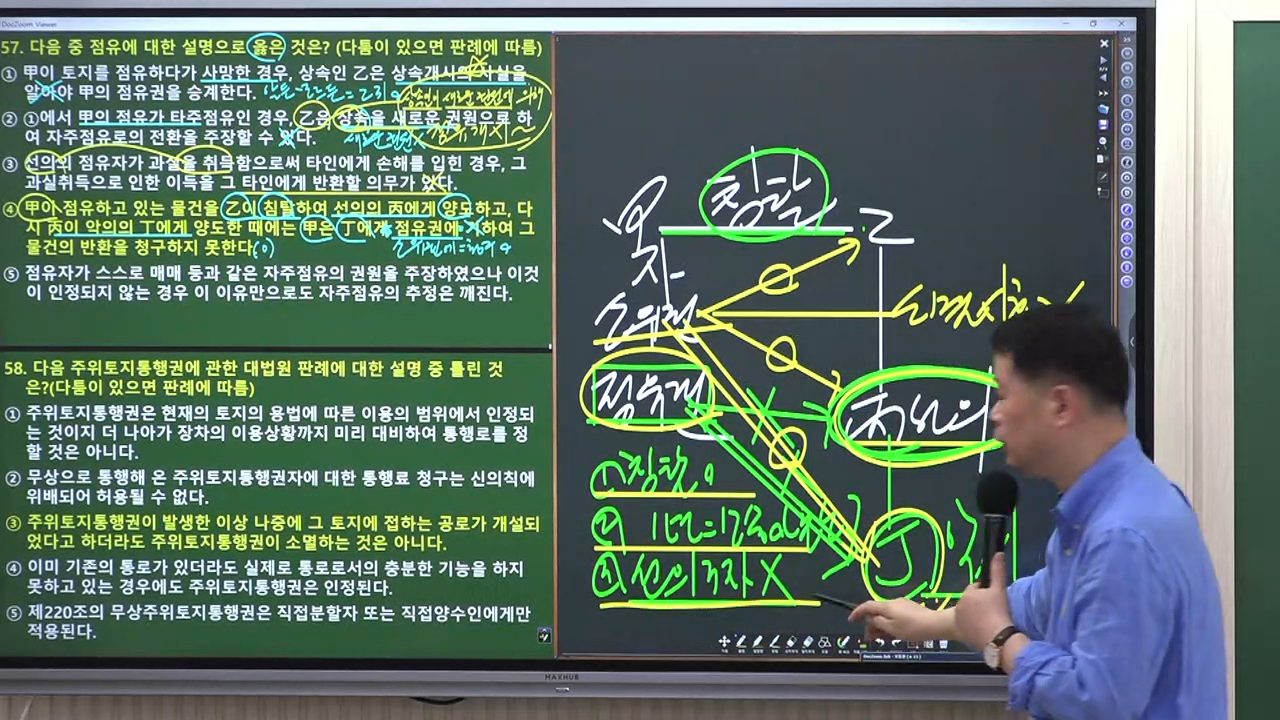 DocZoom Viewer
57. 다음 중 점유에 대한 설명으로 옳은 것은? (다툼이 있으면 판례에 따름)
① 甲이 토지를 점유하다가 사망한 경우, 상속인 乙은 상속개시의 사실을
알아야 甲의 점유권을 승계한다.
② ①에서 甲의 점유가 타주점유인 경우, 乙은 상속을 새로운 권원으로 하
여 자주점유로의 전환을 주장할 수 있다.
③ 선의의 점유자가 과실을 취득함으로써 타인에게 손해를 입힌 경우, 그
과실취득으로 인한 이득을 그 타인에게 반환할 의무가 있다.
④ 甲이 점유하고 있는 물건을 乙이 침탈하여 선의의 丙에게 양도하고, 다
시 丙이 악의의 丁에게 양도한 때에는 甲은 丁에게 점유권에 하여 그
물건의 반환을 청구하지 못한다.(O)
⑤ 점유자가 스스로 매매 등과 같은 자주점유의 권원을 주장하였으나 이것
이 인정되지 않는 경우 이 이유만으로도 자주점유의 추정은 깨진다.
58. 다음 주위토지통행권에 관한 대법원 판례에 대한 설명 중 틀린 것
은?(다툼이 있으면 판례에 따름)
① 주위토지통행권은 현재의 토지의 용법에 따른 이용의 범위에서 인정되
는 것이지 더 나아가 장차의 이용상황까지 미리 대비하여 통행로를 정
할 것은 아니다.
② 무상으로 통행해 온 주위토지통행권자에 대한 통행료 청구는 신의칙에
위배되어 허용될 수 없다.
③ 주위토지통행권이 발생한 이상 나중에 그 토지에 접하는 공로가 개설되
었다고 하더라도 주위토지통행권이 소멸하는 것은 아니다.
④ 이미 기존의 통로가 있더라도 실제로 통로로서의 충분한 기능을 하지
못하고 있는 경우에도 주위토지통행권은 인정된다.
⑤ 제220조의 무상주위토지통행권은 직접분할자 또는 직접양수인에게만
적용된다.
침탈
乙
소유권
점유권
丙 선의
① 침탈 O
③ 선의 X
丁 악의
MAXHUB